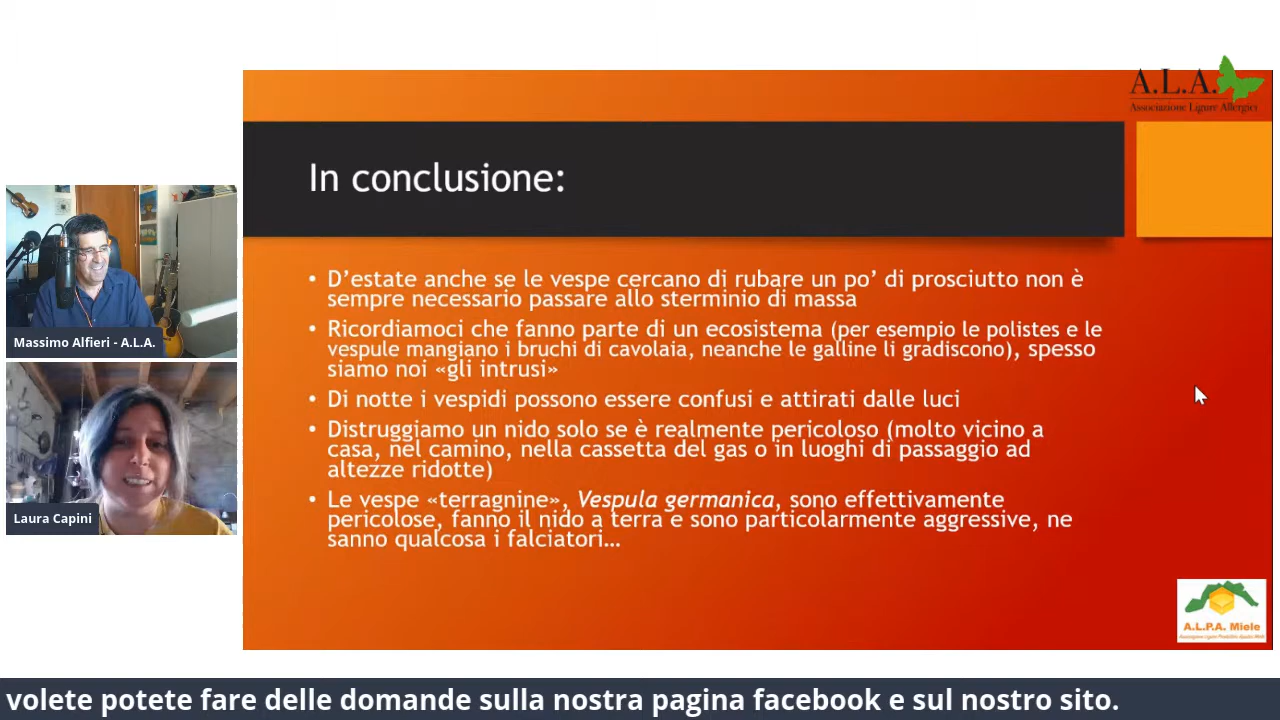 A.L.A.
Associazione Ligure Allergici
In conclusione:
• D’estate anche se le vespe cercano di rubare un po’ di prosciutto non è
sempre necessario passare allo sterminio di massa
• Ricordiamoci che fanno parte di un ecosistema (per esempio le polistes e le
vespule mangiano i bruchi di cavolaia, neanche le galline li gradiscono), spesso
siamo noi «gli intrusi»
• Di notte i vespidi possono essere confusi e attirati dalle luci
• Distruggiamo un nido solo se è realmente pericoloso (molto vicino a
casa, nel camino, nella cassetta del gas o in luoghi di passaggio ad
altezze ridotte)
• Le vespe «terragnine», Vespula germanica, sono effettivamente
pericolose, fanno il nido a terra e sono particolarmente aggressive, ne
sanno qualcosa i falciatori…
Massimo Alfieri - A.L.A.
Laura Capini
A.L.P.A. Miele
volete potete fare delle domande sulla nostra pagina facebook e sul nostro sito.